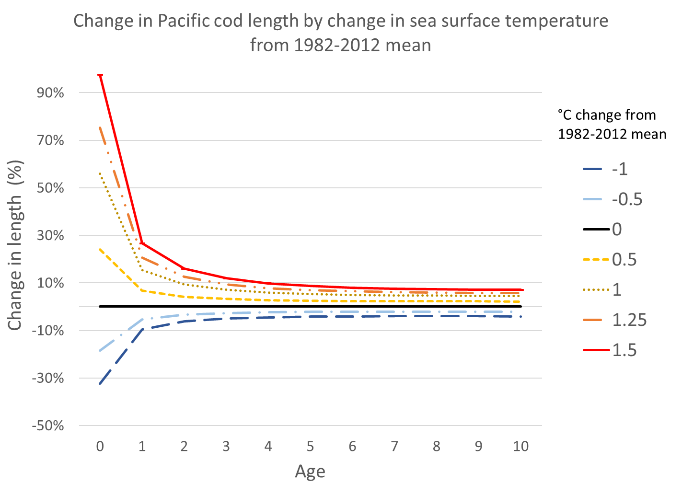 Change in Pacific cod length by change in sea surface temperature
from 1982-2012 mean
90%
70%
50%
30%
10%
-10%
-30%
-50%
Change in length (%)
0 1 2 3 4 5 6 7 8 9 10
Age
°C change from
1982-2012 mean
-1
-0.5
0
0.5
1
1.25
1.5